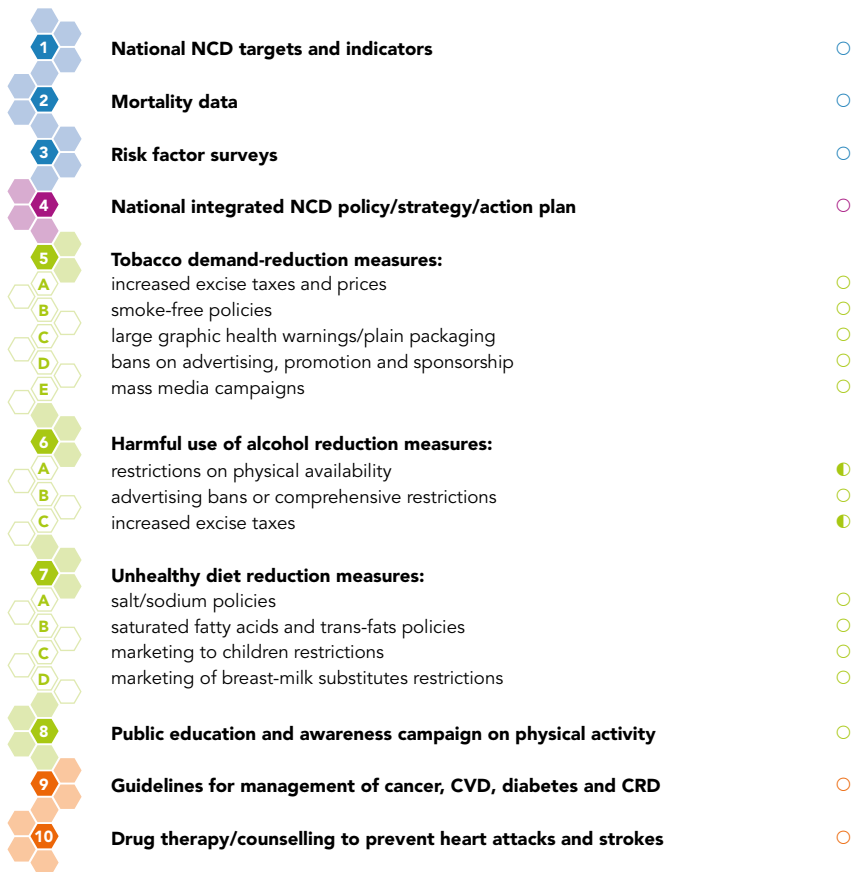 1 National NCD targets and indicators
2 Mortality data
3 Risk factor surveys
4 National integrated NCD policy/strategy/action plan
5 Tobacco demand-reduction measures:
A increased excise taxes and prices
B smoke-free policies
C large graphic health warnings/plain packaging
D bans on advertising, promotion and sponsorship
E mass media campaigns
6 Harmful use of alcohol reduction measures:
A restrictions on physical availability
B advertising bans or comprehensive restrictions
C increased excise taxes
7 Unhealthy diet reduction measures:
A salt/sodium policies
B saturated fatty acids and trans-fats policies
C marketing to children restrictions
D marketing of breast-milk substitutes restrictions
8 Public education and awareness campaign on physical activity
9 Guidelines for management of cancer, CVD, diabetes and CRD
10 Drug therapy/counselling to prevent heart attacks and strokes